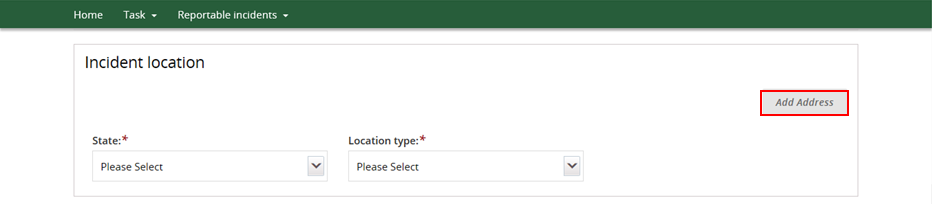 Home Task Reportable incidents
Incident location
Add Address
State:* Location type:*
Please Select Please Select